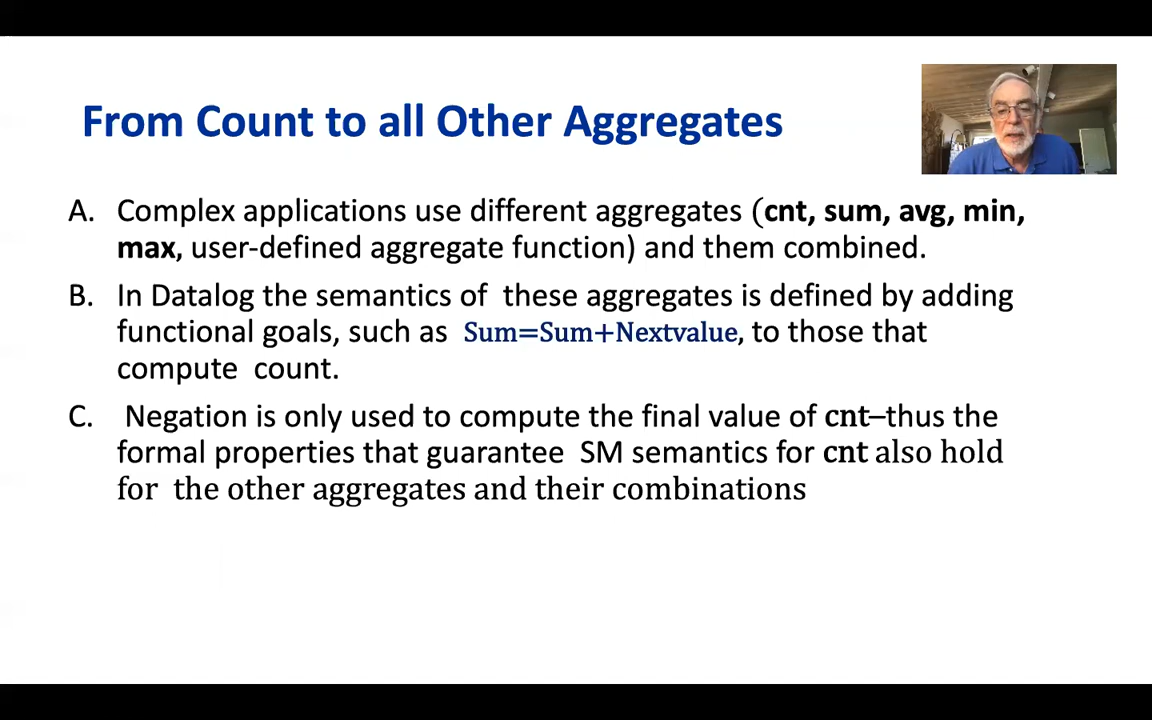 From Count to all Other Aggregates
A. Complex applications use different aggregates (cnt, sum, avg, min,
max, user-defined aggregate function) and them combined.
B. In Datalog the semantics of these aggregates is defined by adding
functional goals, such as Sum=Sum+Nextvalue, to those that
compute count.
C. Negation is only used to compute the final value of cnt–thus the
formal properties that guarantee SM semantics for cnt also hold
for the other aggregates and their combinations